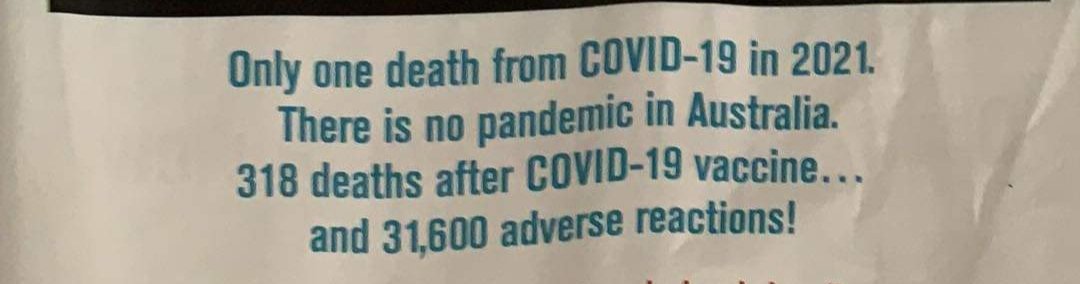 Only one death from COVID-19 in 2021.
There is no pandemic in Australia.
318 deaths after COVID-19 vaccine...
and 31,600 adverse reactions!